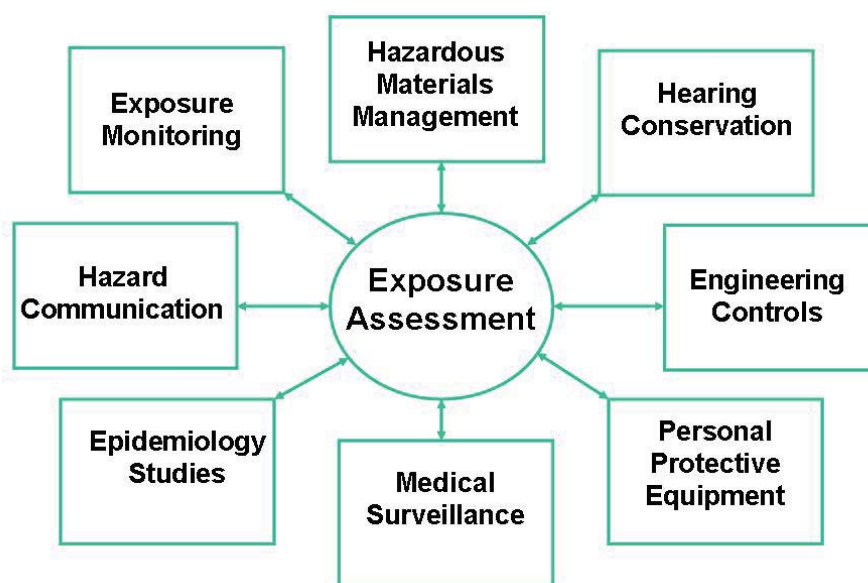 Hazardous
Materials
Management
Exposure
Monitoring
Hearing
Conservation
Hazard
Communication
Exposure
Assessment
Engineering
Controls
Epidemiology
Studies
Medical
Surveillance
Personal
Protective
Equipment